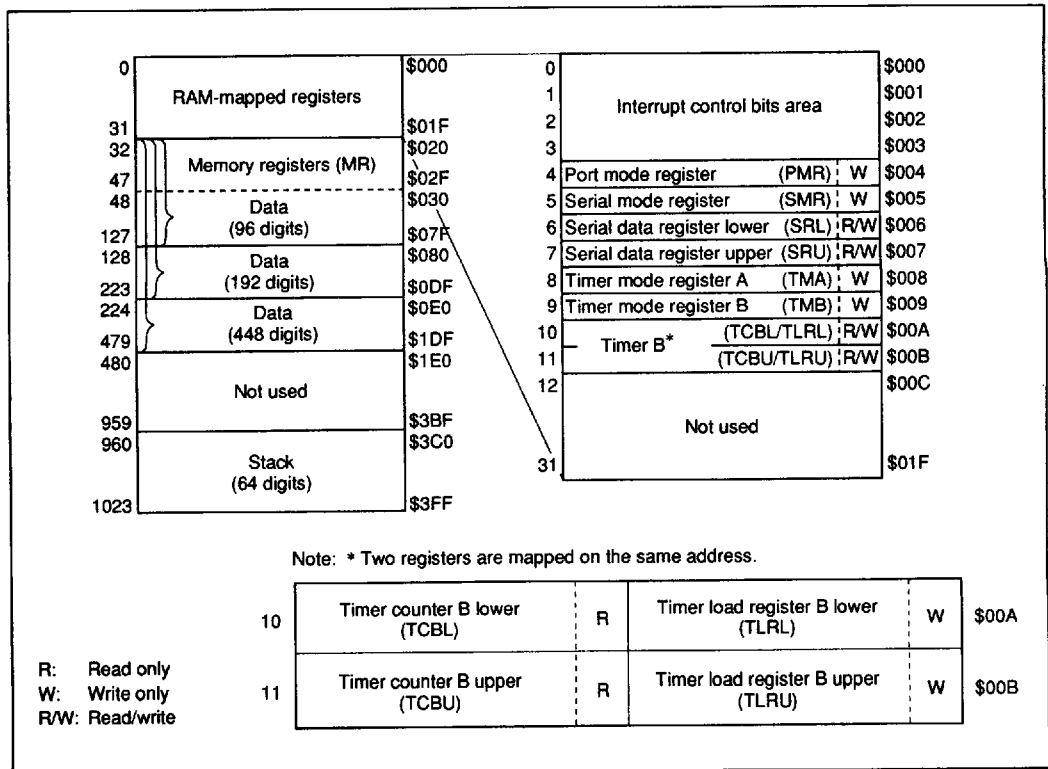 0 $000
RAM-mapped registers
31 $01F
32 $020
Memory registers (MR)
47 $02F
48 $030
Data
(96 digits)
127 $07F
128 $080
Data
(192 digits)
223 $0DF
224 $0E0
Data
(448 digits)
479 $1DF
480 $1E0
Not used
959 $3BF
960 $3C0
Stack
(64 digits)
1023 $3FF
0 $000
1 $001
Interrupt control bits area
2 $002
3 $003
4 Port mode register (PMR) W $004
5 Serial mode register (SMR) W $005
6 Serial data register lower (SRL) R/W $006
7 Serial data register upper (SRU) R/W $007
8 Timer mode register A (TMA) W $008
9 Timer mode register B (TMB) W $009
10 (TCBL/TLRL) R/W $00A
Timer B*
11 (TCBU/TLRU) R/W $00B
12 $00C
Not used
31 $01F
Note: * Two registers are mapped on the same address.
10 Timer counter B lower (TCBL) R Timer load register B lower (TLRL) W $00A
11 Timer counter B upper (TCBU) R Timer load register B upper (TLRU) W $00B
R: Read only
W: Write only
R/W: Read/write